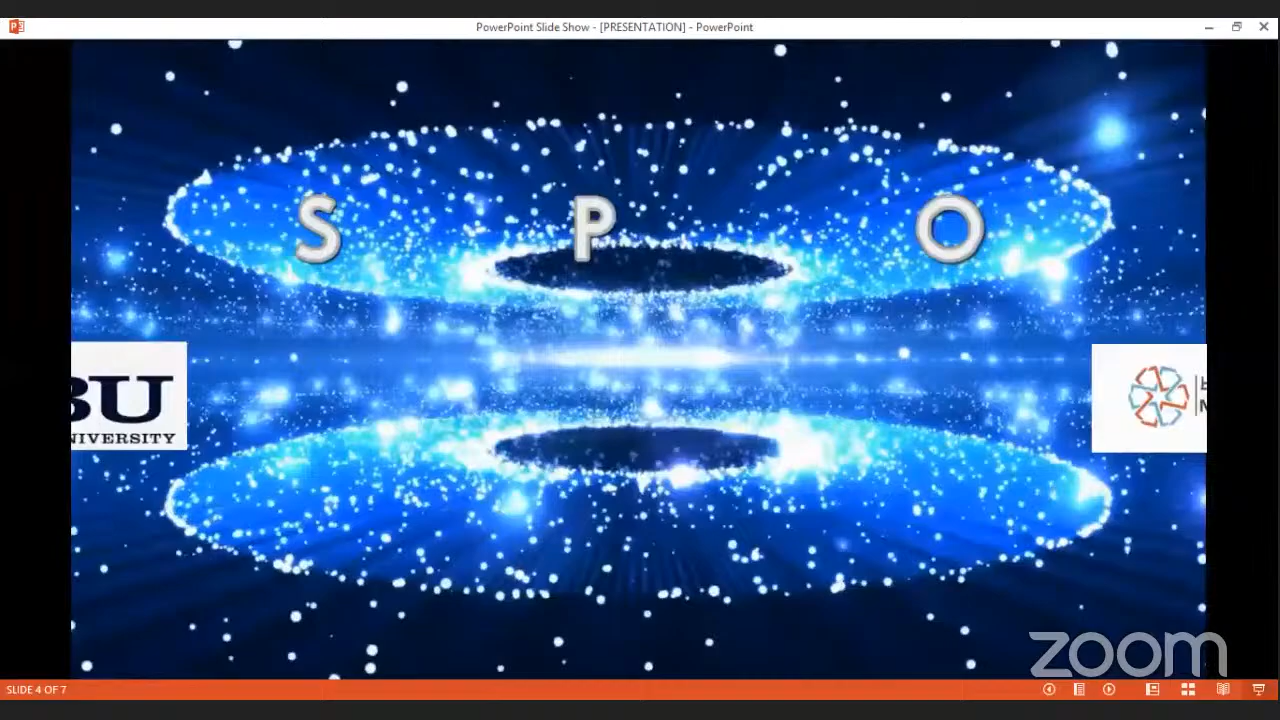 PowerPoint Slide Show - [PRESENTATION] - PowerPoint
S P O
BU
NIVERSITY
zoom
SLIDE 4 OF 7